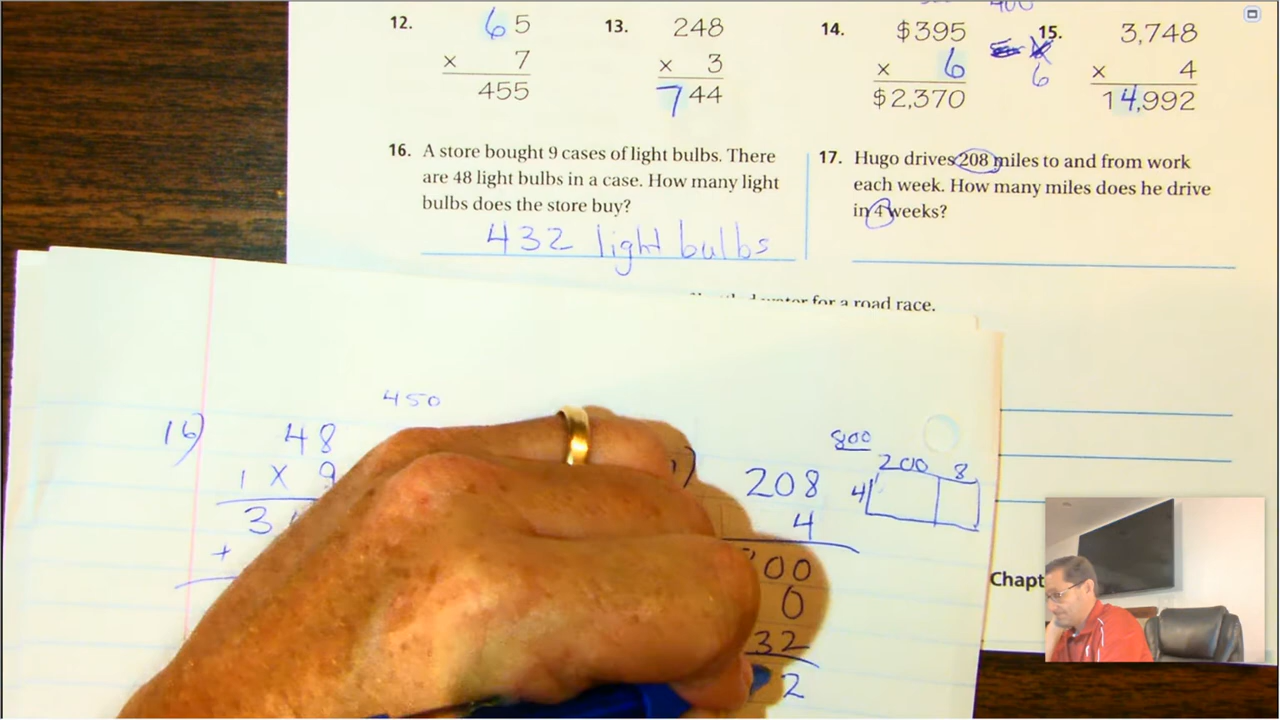 400
12. 65
x 7
455
13. 248
x 3
744
14. $395
x 6
$2,370
6
15. 3,748
x 4
14,992
16. A store bought 9 cases of light bulbs. There
are 48 light bulbs in a case. How many light
bulbs does the store buy?
432 light bulbs
17. Hugo drives 208 miles to and from work
each week. How many miles does he drive
in 4 weeks?
for a road race.
450
16) 48
1 x 9
3
+
800
208
4
00
0
32
2
200 8
4
Chapt